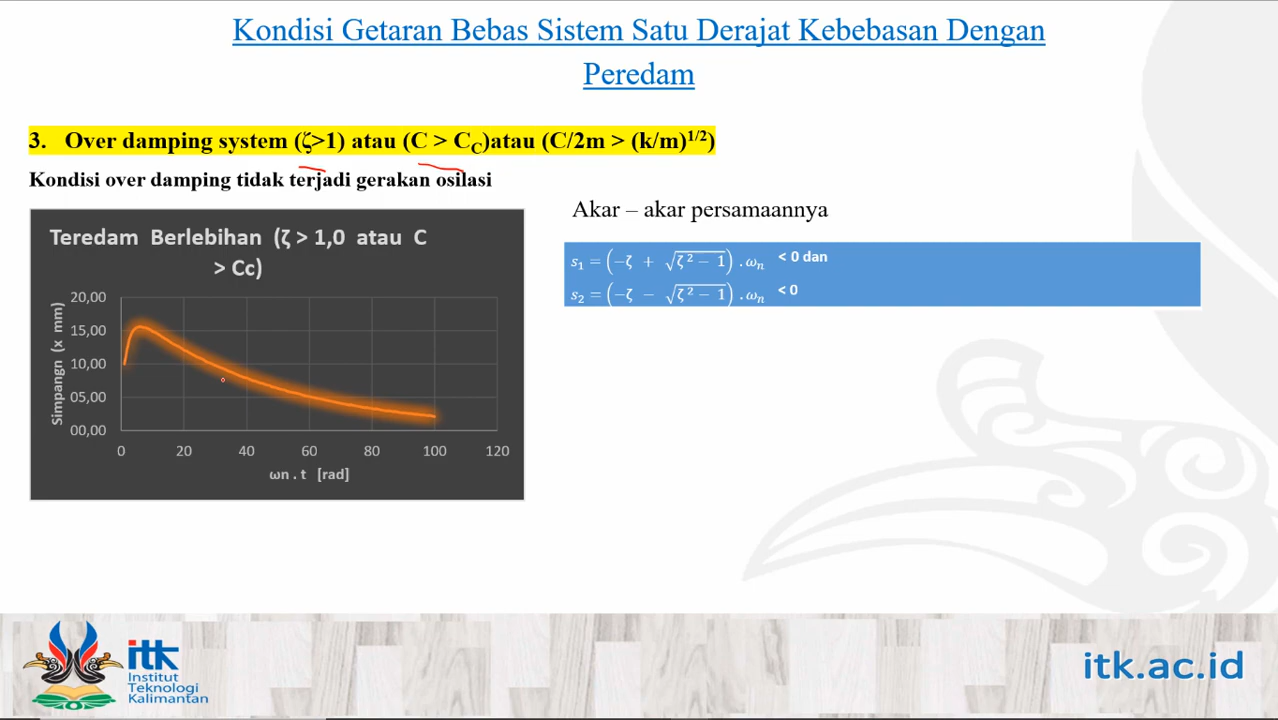 Kondisi Getaran Bebas Sistem Satu Derajat Kebebasan Dengan
Peredam
3. Over damping system (ζ>1) atau (C > C_C)atau (C/2m > (k/m)^1/2)
Kondisi over damping tidak terjadi gerakan osilasi
Teredam Berlebihan (ζ > 1,0 atau C
> Cc)
20,00
15,00
10,00
05,00
00,00
Simpangn (x mm)
0 20 40 60 80 100 120
ωn . t [rad]
Akar – akar persamaannya
s₁ = (−ζ + √ζ² − 1) . ωₙ < 0 dan
s₂ = (−ζ − √ζ² − 1) . ωₙ < 0
itk
Institut
Teknologi
Kalimantan
itk.ac.id